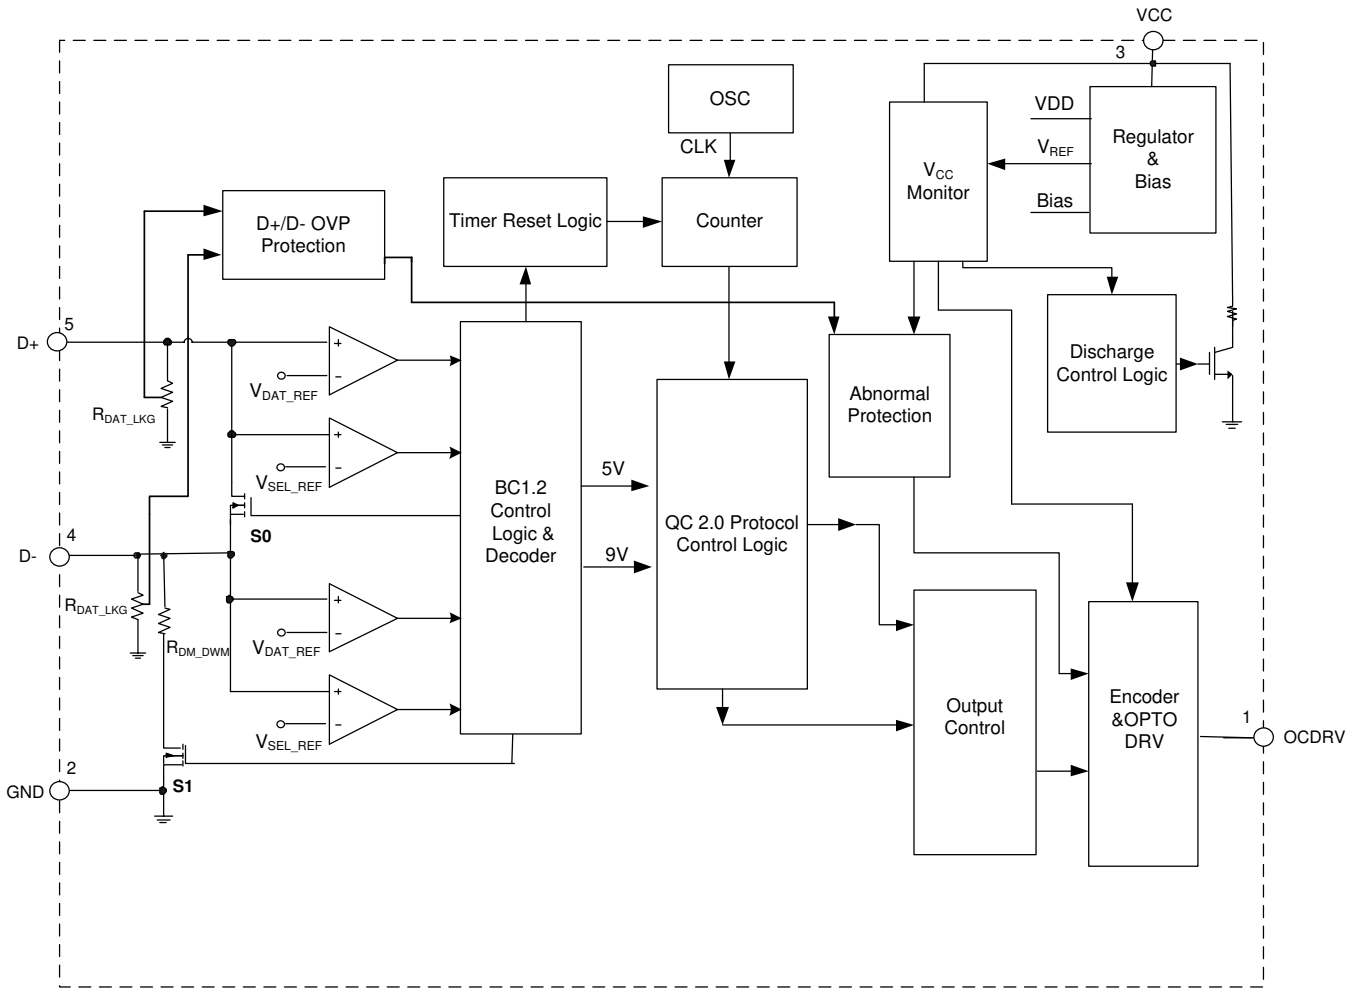 VCC
3
OSC
CLK
VDD
VREF
Bias
Regulator
&
Bias
VCC
Monitor
D+/D- OVP
Protection
Timer Reset Logic
Counter
5
D+
+
−
VDAT_REF
RDAT_LKG
+
−
VSEL_REF
S0
4
D-
RDAT_LKG
RDM_DWM
+
−
VDAT_REF
+
−
VSEL_REF
S1
2
GND
BC1.2
Control
Logic &
Decoder
5V
9V
QC 2.0 Protocol
Control Logic
Abnormal
Protection
Discharge
Control Logic
Output
Control
Encoder
&OPTO
DRV
1
OCDRV